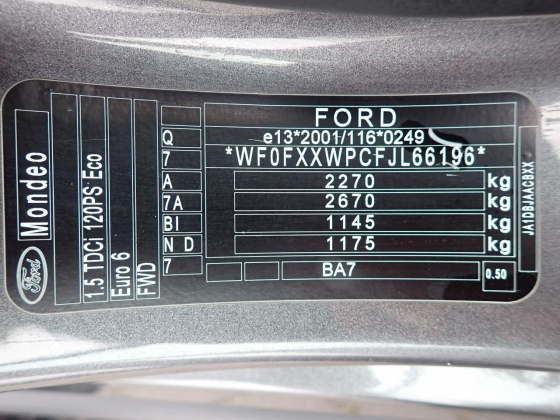 FORD
e13*2001/116*0249
*WF0FXXWPCFJL66196*
2270 kg
2670 kg
1145 kg
1175 kg
BA7 0.50
Q
7
A
7A
BI
N D
7
Ford
Mondeo
1.5 TDCi 120PS Eco
Euro 6
FWD
JA1DBJAACBXX